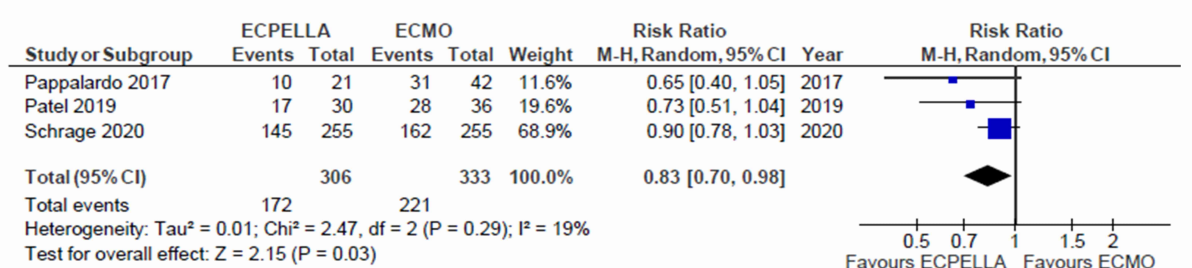 ECPELLA ECMO Risk Ratio Risk Ratio
Study or Subgroup Events Total Events Total Weight M-H, Random, 95% CI Year M-H, Random, 95% CI
Pappalardo 2017 10 21 31 42 11.6% 0.65 [0.40, 1.05] 2017
Patel 2019 17 30 28 36 19.6% 0.73 [0.51, 1.04] 2019
Schrage 2020 145 255 162 255 68.9% 0.90 [0.78, 1.03] 2020
Total (95% CI) 306 333 100.0% 0.83 [0.70, 0.98]
Total events 172 221
Heterogeneity: Tau² = 0.01; Chi² = 2.47, df = 2 (P = 0.29); I² = 19%
Test for overall effect: Z = 2.15 (P = 0.03)
0.5 0.7 1 1.5 2
Favours ECPELLA Favours ECMO